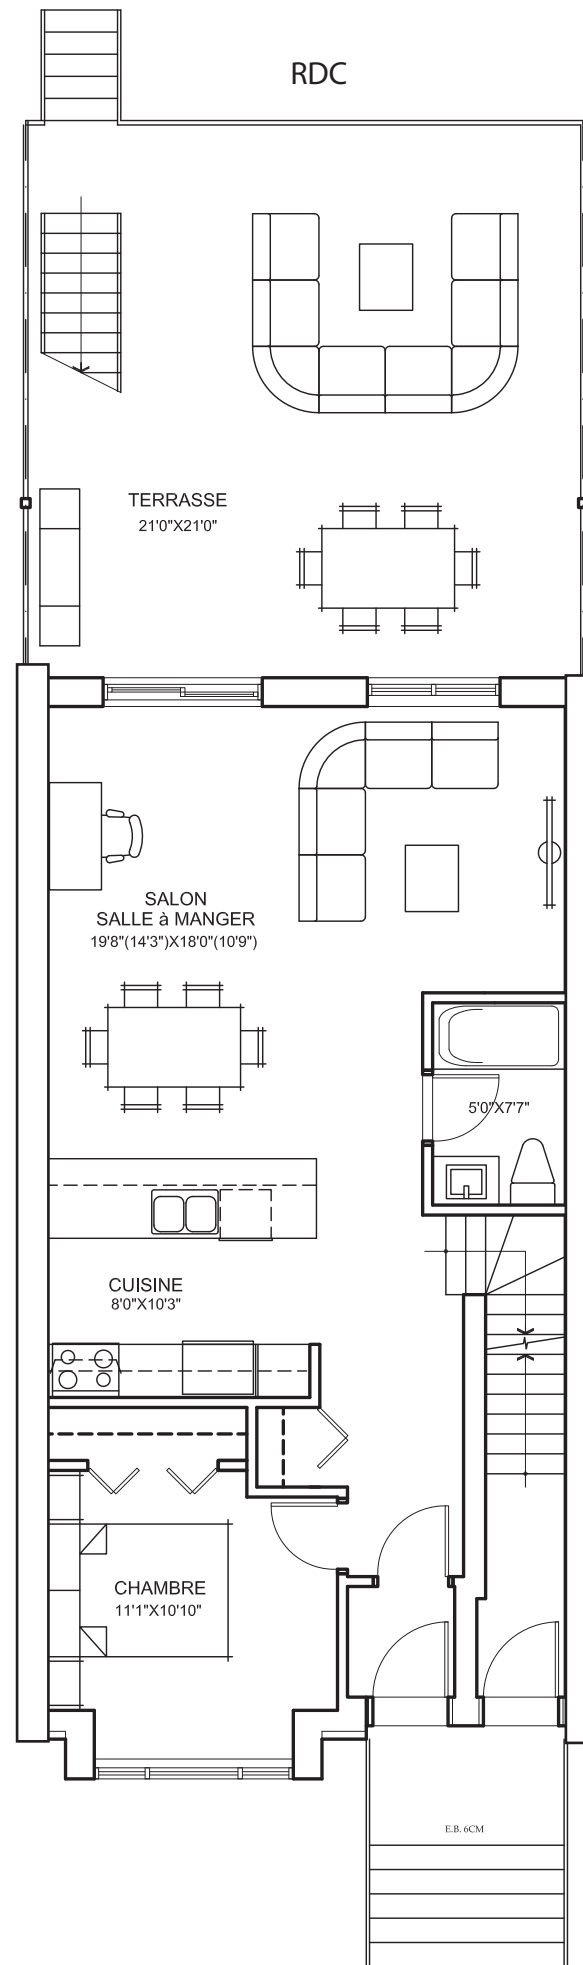 RDC
TERRASSE
21'0"X21'0"
SALON
SALLE à MANGER
19'8"(14'3")X18'0"(10'9")
5'0"X7'7"
CUISINE
8'0"X10'3"
CHAMBRE
11'1"X10'10"
E.B. 6CM